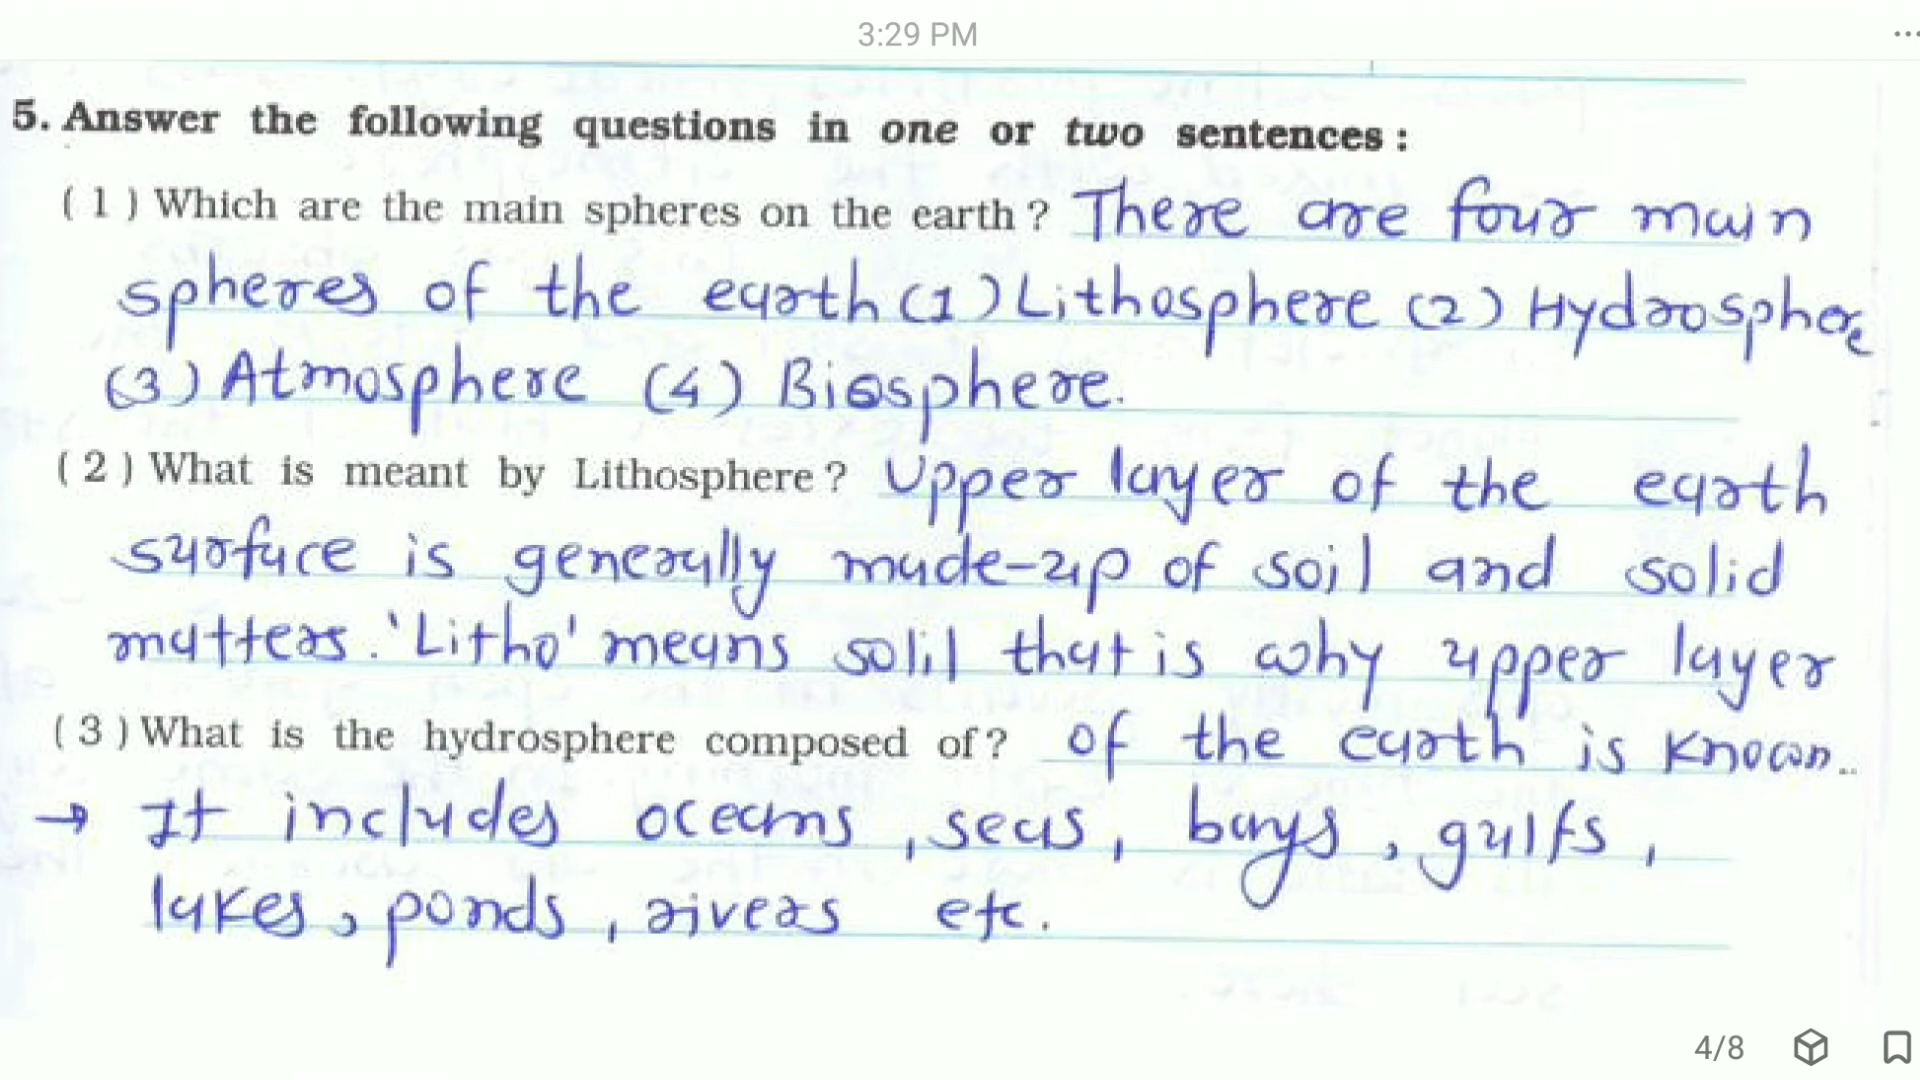 3:29 PM
5. Answer the following questions in one or two sentences :
( 1 ) Which are the main spheres on the earth ? There are four main
spheres of the earth (1) Lithosphere (2) Hydrosphere
(3) Atmosphere (4) Biosphere.
( 2 ) What is meant by Lithosphere ? Upper layer of the earth
surface is generally made-up of soil and solid
matters. 'Litho' means solil that is why upper layer
( 3 ) What is the hydrosphere composed of ? of the earth is known..
→ It includes oceans, seas, bays, gulfs,
lakes, ponds, rivers etc.
4/8